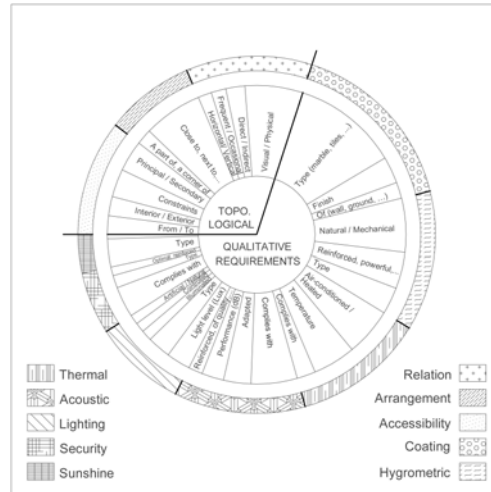 Visual / Physical
Direct / Indirect
Frequent / Occasional
Horizontal, Vertical
Close to, next to...
A part of, a corner of
Principal / Secondary
Constraints
Interior / Exterior
From / To
TOPO.
LOGICAL
QUALITATIVE
REQUIREMENTS
Type (marble, tiles...)
Finish
Of (wall, ground, ...)
Natural / Mechanical
Reinforced, powerful,...
Type
Air-conditioned /
Heated
Temperature
Complies with
Complies with
Adapted
Performance (dB)
Reinforced, of quality,
Light level (Lux)
Type
Artificial / Natural
Complies with
Type
Type
Thermal
Acoustic
Lighting
Security
Sunshine
Relation
Arrangement
Accessibility
Coating
Hygrometric